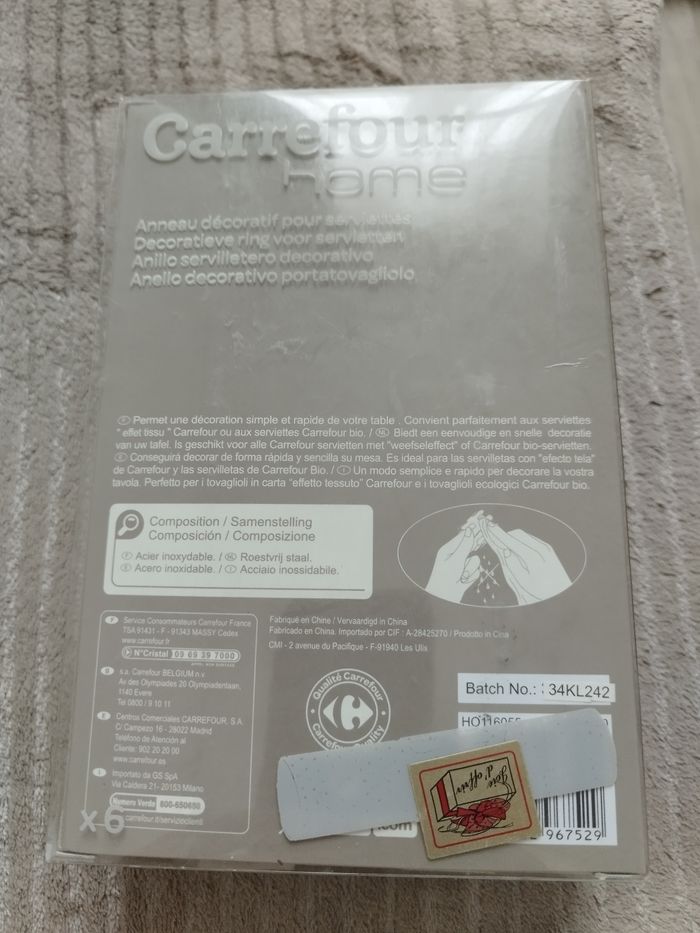 Carrefour
home
Anneau décoratif pour serviettes
Decoratieve ring voor servietten
Anillo servilletero decorativo
Anello decorativo portatovagliolo
F Permet une décoration simple et rapide de votre table . Convient parfaitement aux serviettes
" effet tissu " Carrefour ou aux serviettes Carrefour bio. / NL Biedt een eenvoudige en snelle decoratie
van uw tafel. Is geschikt voor alle Carrefour servietten met "weefseleffect" of Carrefour bio-servietten.
E Conseguirá decorar de forma rápida y sencilla su mesa. Es ideal para las servilletas con "efecto tela"
de Carrefour y las servilletas de Carrefour Bio. / I Un modo semplice e rapido per decorare la vostra
tavola. Perfetto per i tovaglioli in carta "effetto tessuto" Carrefour e i tovaglioli ecologici Carrefour bio.
Composition / Samenstelling
Composición / Composizione
F Acier inoxydable. / NL Roestvrij staal.
E Acero inoxidable. / I Acciaio inossidabile.
F Service Consommateurs Carrefour France
TSA 91431 - F - 91343 MASSY Cedex
www.carrefour.fr
N°Cristal 09 69 39 7000
APPEL NON SURTAXÉ
B s.a. Carrefour BELGIUM n.v
Av des Olympiades 20 Olympiadenlaan,
1140 Evere
Tel 0800 / 9 10 11
E Centros Comerciales CARREFOUR, S.A.
C/ Campezo 16 - 28022 Madrid
Teléfono de Atención al
Cliente: 902 20 20 00
www.carrefour.es
I Importato da GS SpA
Via Caldera 21- 20153 Milano
Numero Verde 800-650650
carrefour.it/servizioclienti
x 6
Fabriqué en Chine / Vervaardigd in China
Fabricado en China. Importado por CIF : A-28425270 / Prodotto in Cina
CMI - 2 avenue du Pacifique - F-91940 Les Ulis
Qualité Carrefour
Carrefour Quality
.com
Batch No.: 34KL242
967529
Joie
d'offrir